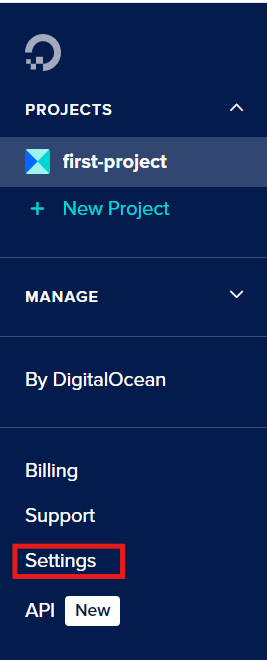 PROJECTS
first-project
+ New Project
MANAGE
By DigitalOcean
Billing
Support
Settings
API New